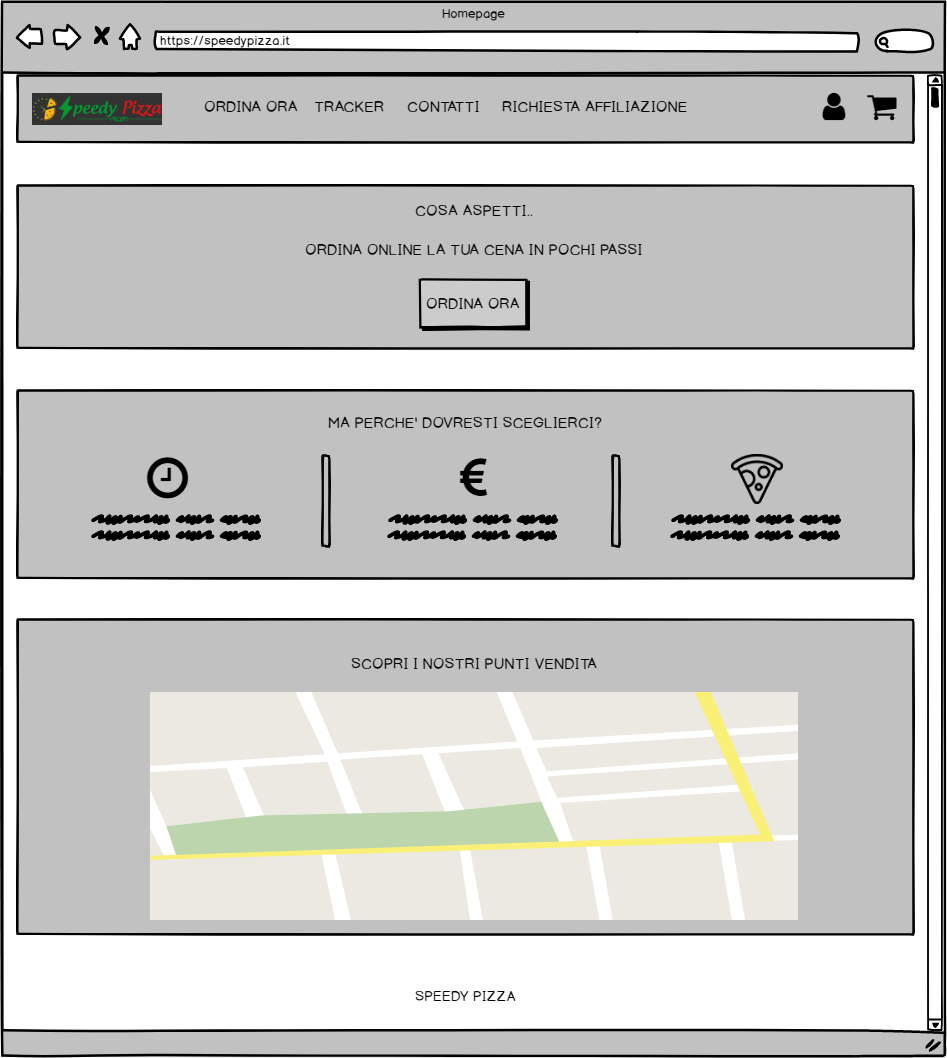 Homepage
https://speedypizza.it
Speedy Pizza
ORDINA ORA TRACKER CONTATTI RICHIESTA AFFILIAZIONE
COSA ASPETTI..
ORDINA ONLINE LA TUA CENA IN POCHI PASSI
ORDINA ORA
MA PERCHE' DOVRESTI SCEGLIERCI?
€
SCOPRI I NOSTRI PUNTI VENDITA
SPEEDY PIZZA